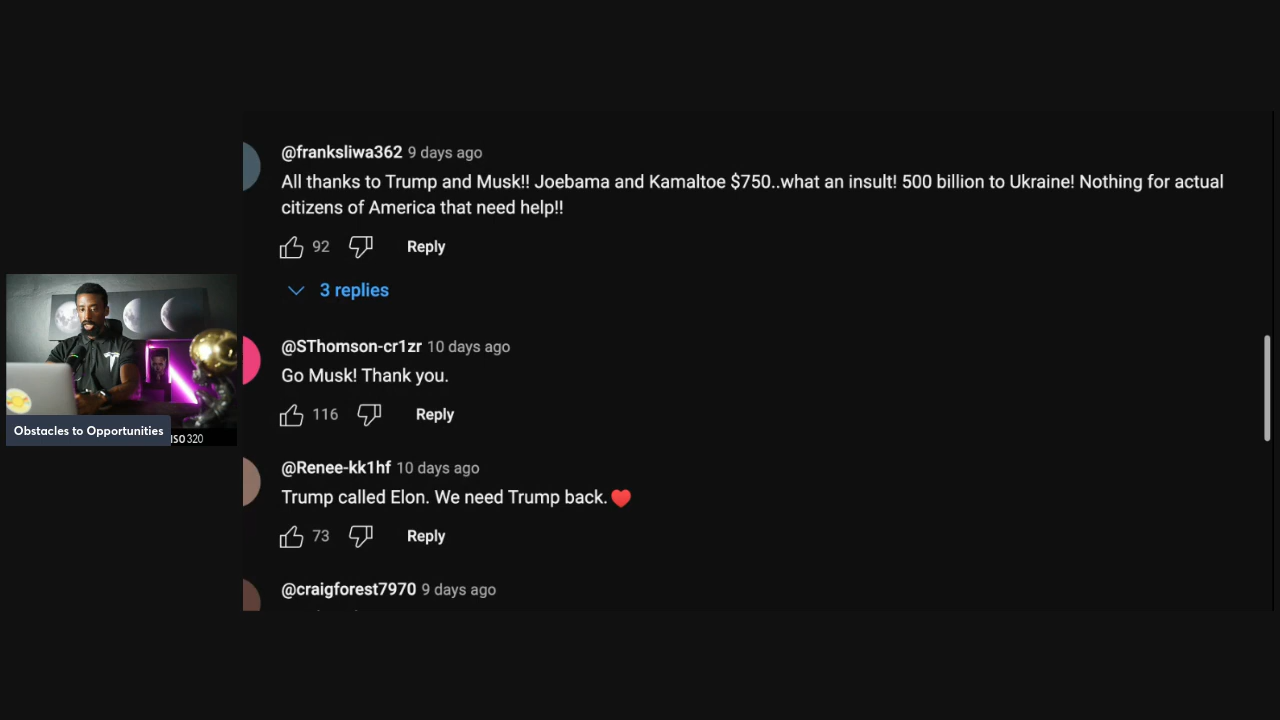 @franksliwa362 9 days ago
All thanks to Trump and Musk!! Joebama and Kamaltoe $750..what an insult! 500 billion to Ukraine! Nothing for actual
citizens of America that need help!!
92 Reply
3 replies
@SThomson-cr1zr 10 days ago
Go Musk! Thank you.
116 Reply
Obstacles to Opportunities
ISO 320
@Renee-kk1hf 10 days ago
Trump called Elon. We need Trump back.❤️
73 Reply
@craigforest7970 9 days ago